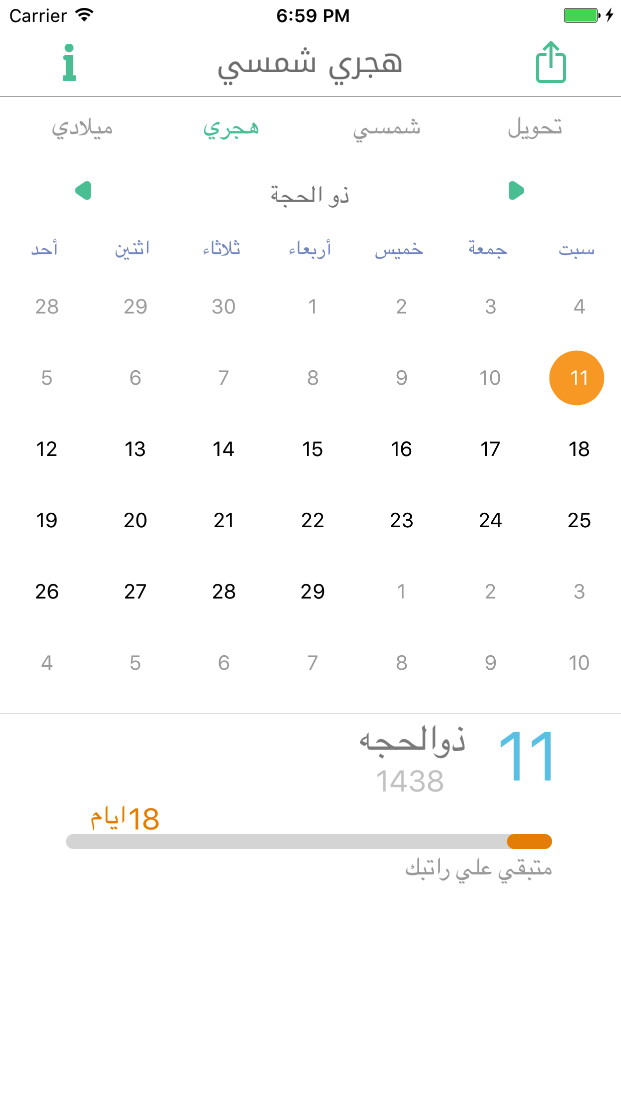 Carrier 6:59 PM
هجري شمسي
تحويل شمسي هجري ميلادي
ذو الحجة
أحد اثنين ثلاثاء أربعاء خميس جمعة سبت
28 29 30 1 2 3 4
5 6 7 8 9 10 11
12 13 14 15 16 17 18
19 20 21 22 23 24 25
26 27 28 29 1 2 3
4 5 6 7 8 9 10
11 ذوالحجه
1438
18ايام
متبقي علي راتبك